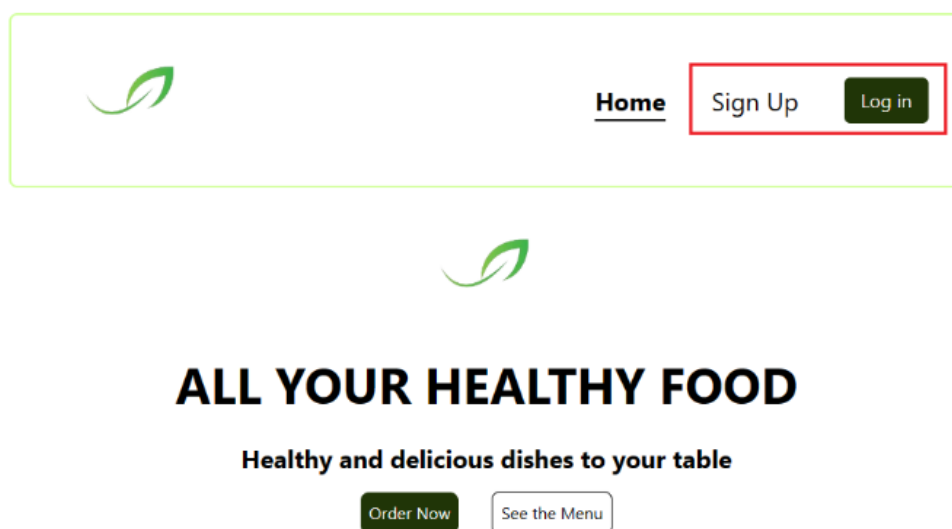 Home Sign Up Log in
ALL YOUR HEALTHY FOOD
Healthy and delicious dishes to your table
Order Now See the Menu